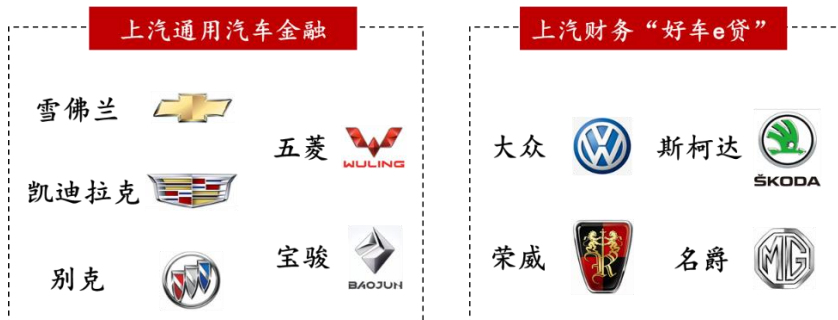 上汽通用汽车金融
雪佛兰
五菱
WULING
凯迪拉克
宝骏
BAOJUN
别克
上汽财务“好车e贷”
大众
斯柯达
ŠKODA
荣威
R
名爵
MG